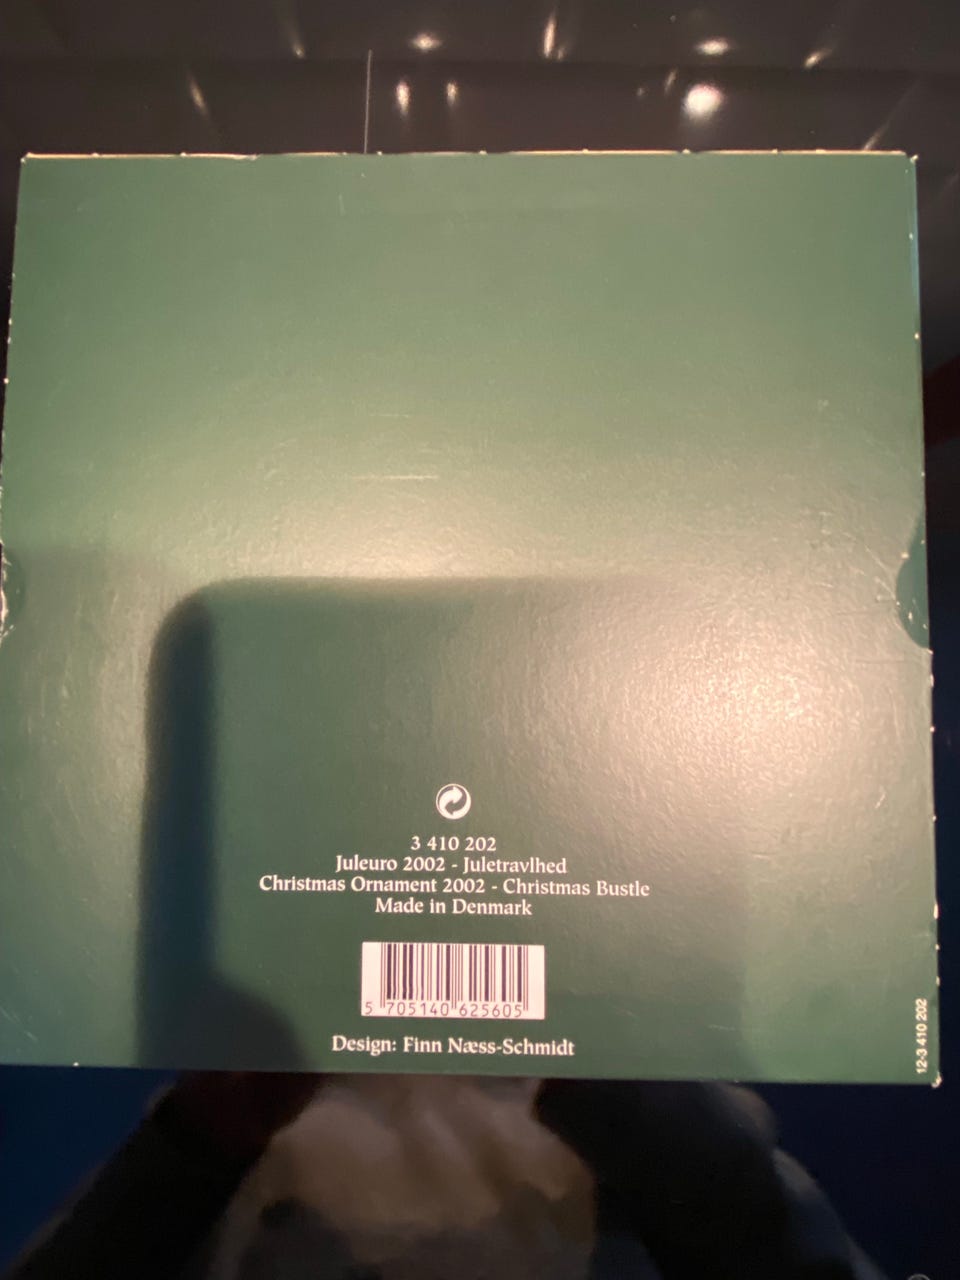 3 410 202
Juleuro 2002 - Juletravlhed
Christmas Ornament 2002 - Christmas Bustle
Made in Denmark
5 705140 625605
Design: Finn Næss-Schmidt
12-3 410 202